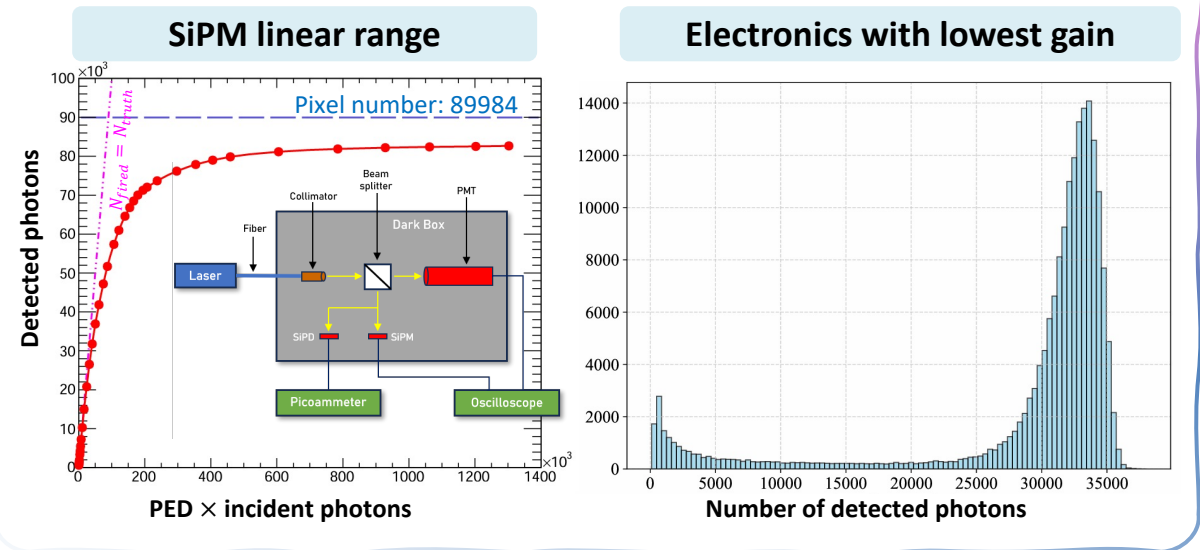 SiPM linear range
Electronics with lowest gain
×10³
100
90
80
70
60
50
40
30
20
10
0
Detected photons
Pixel number: 89984
N_fired = N_truth
Beam
splitter
Collimator
PMT
Fiber
Dark Box
Laser
SiPD
SiPM
Picoammeter
Oscilloscope
0 200 400 600 800 1000 1200 1400
×10³
PED × incident photons
14000
12000
10000
8000
6000
4000
2000
0
0 5000 10000 15000 20000 25000 30000 35000
Number of detected photons